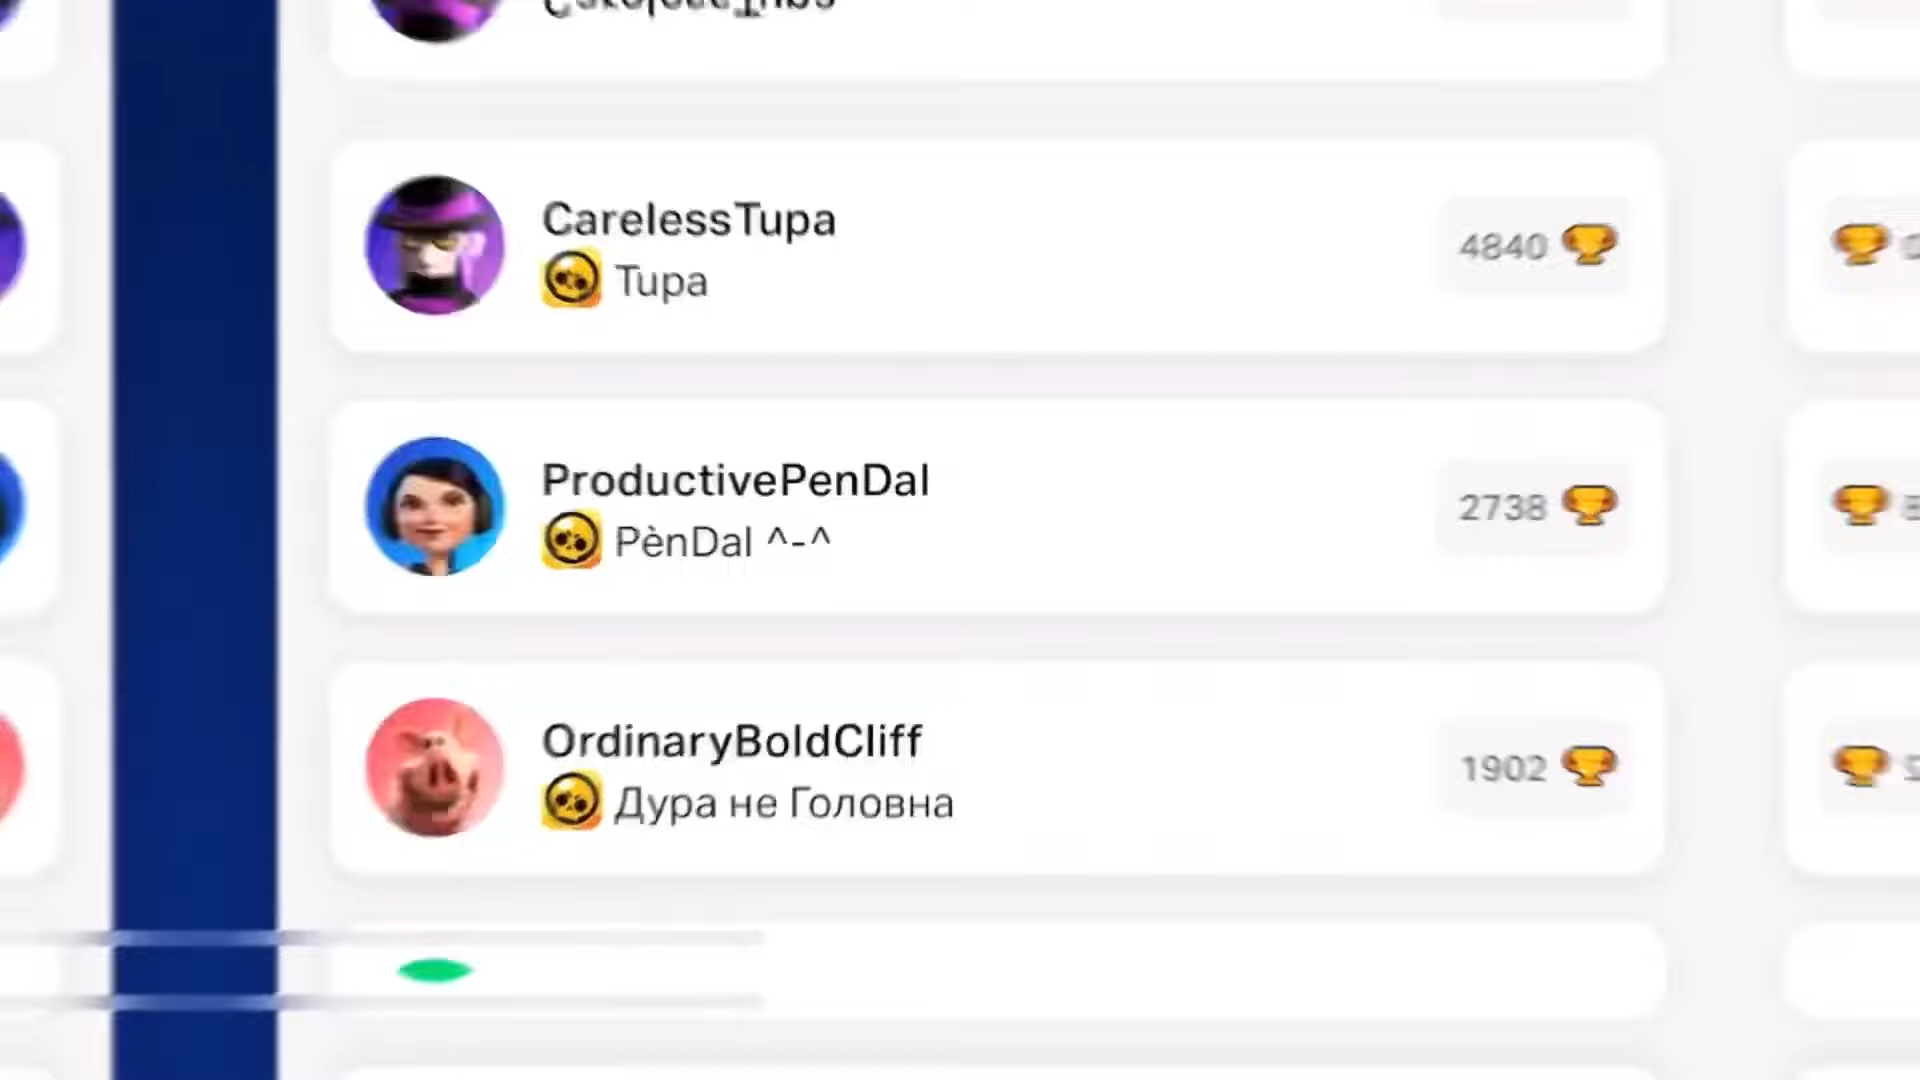 CarelessTupa
Tupa
4840
ProductivePenDal
PènDal ^-^
2738
OrdinaryBoldCliff
Дура не Головна
1902